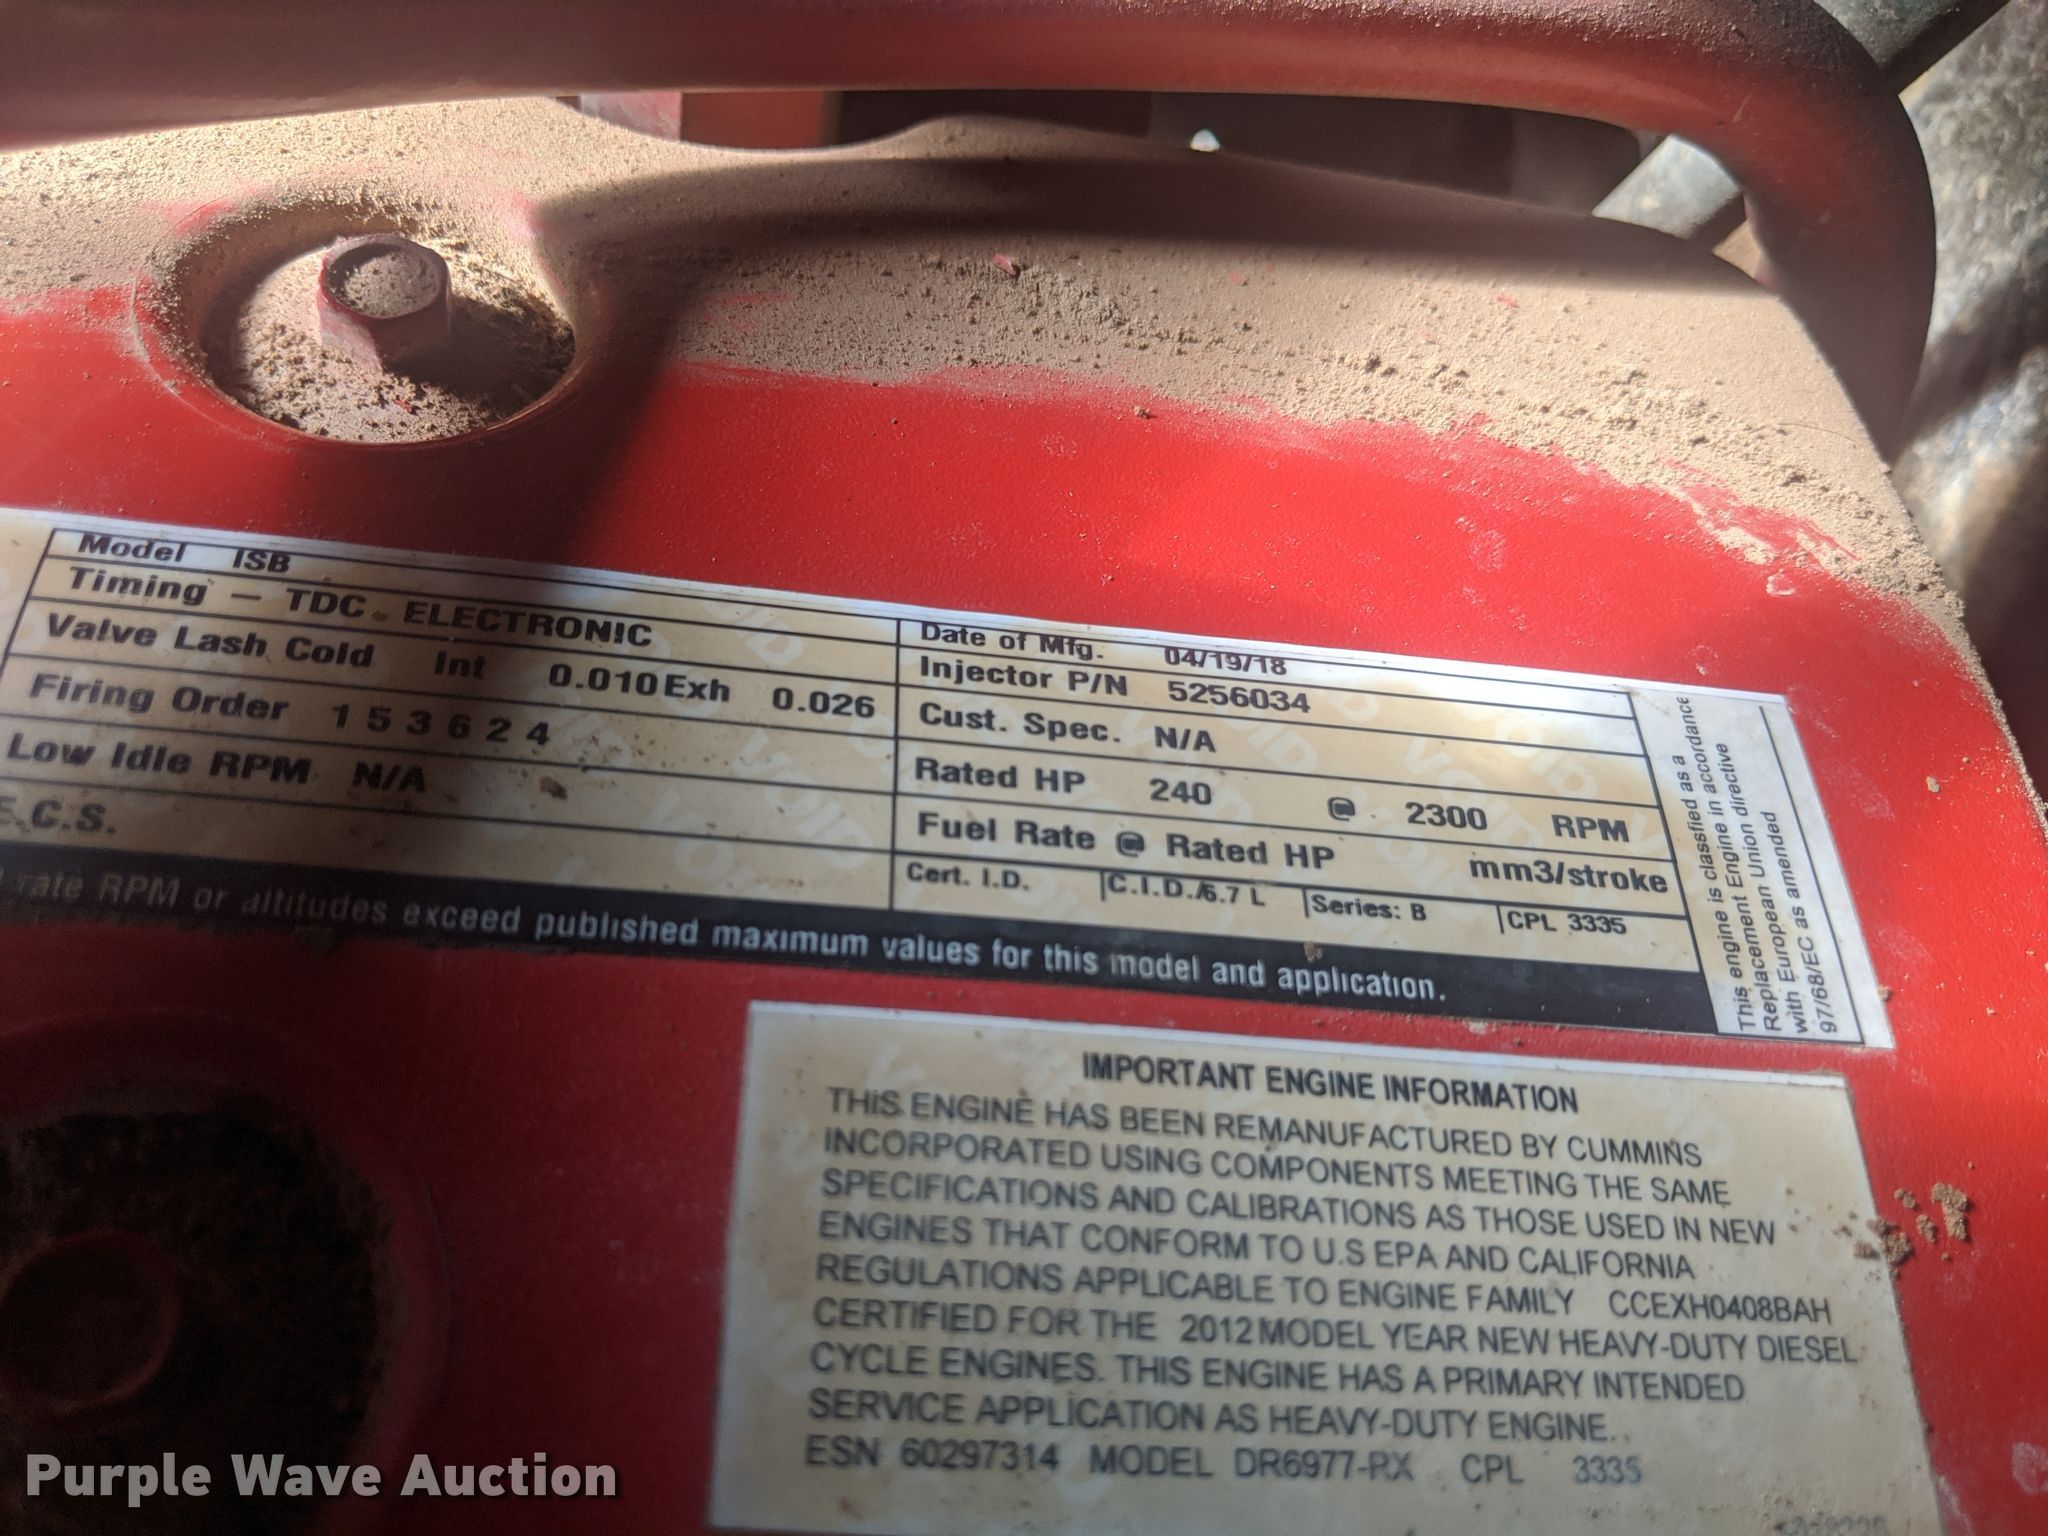 Model ISB
Timing – TDC ELECTRONIC
Valve Lash Cold Int 0.010 Exh 0.026
Firing Order 1 5 3 6 2 4
Low Idle RPM N/A
E.C.S.
Date of Mfg. 04/19/18
Injector P/N 5256034
Cust. Spec. N/A
Rated HP 240 @ 2300 RPM
Fuel Rate @ Rated HP mm3/stroke
Cert. I.D. C.I.D./6.7 L Series: B CPL 3335
rate RPM or altitudes exceed published maximum values for this model and application.
This engine is classfied as a
Replacement Engine in accordance
with European Union directive
97/68/EC as amended
IMPORTANT ENGINE INFORMATION
THIS ENGINE HAS BEEN REMANUFACTURED BY CUMMINS
INCORPORATED USING COMPONENTS MEETING THE SAME
SPECIFICATIONS AND CALIBRATIONS AS THOSE USED IN NEW
ENGINES THAT CONFORM TO U.S EPA AND CALIFORNIA
REGULATIONS APPLICABLE TO ENGINE FAMILY CCEXH0408BAH
CERTIFIED FOR THE 2012 MODEL YEAR NEW HEAVY-DUTY DIESEL
CYCLE ENGINES. THIS ENGINE HAS A PRIMARY INTENDED
SERVICE APPLICATION AS HEAVY-DUTY ENGINE.
ESN 60297314 MODEL DR6977-RX CPL 3335
Purple Wave Auction